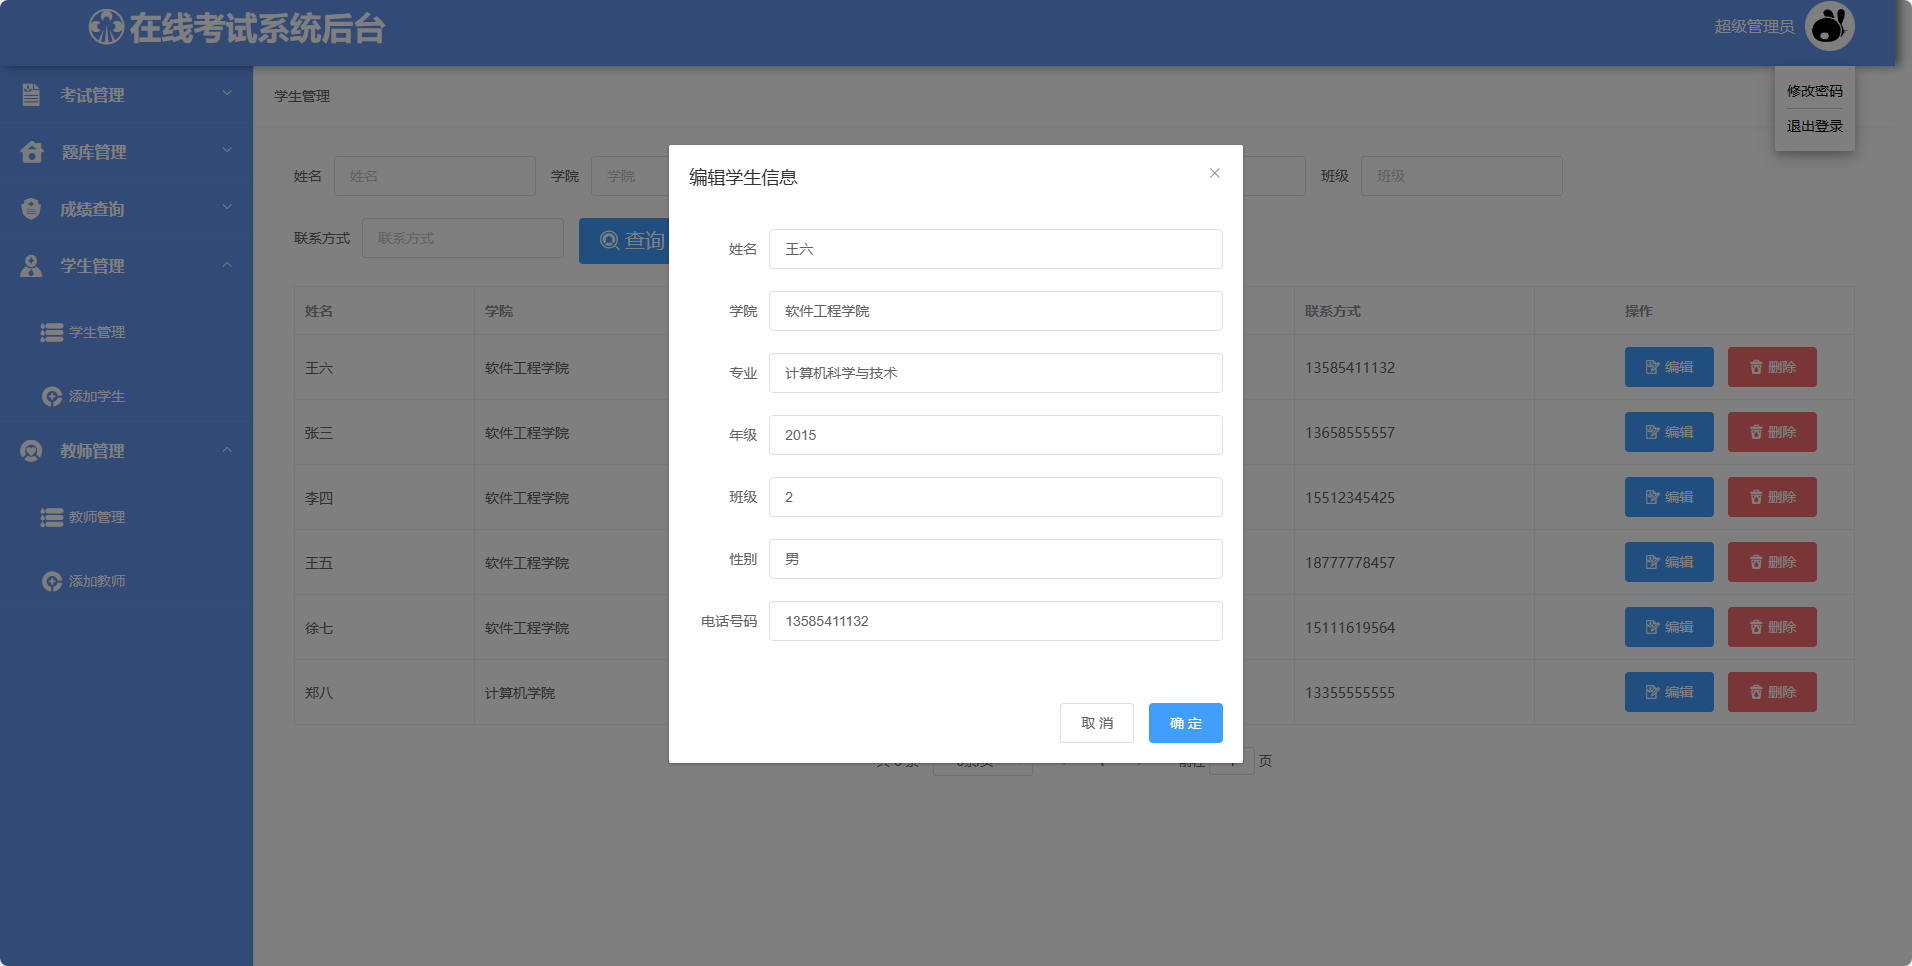 在线考试系统后台
超级管理员
修改密码
退出登录
考试管理
题库管理
成绩查询
学生管理
学生管理
添加学生
教师管理
教师管理
添加教师
学生管理
姓名 姓名 学院 学院 班级 班级
联系方式 联系方式 查询
姓名 学院 联系方式 操作
王六 软件工程学院 13585411132 编辑 删除
张三 软件工程学院 13658555557 编辑 删除
李四 软件工程学院 15512345425 编辑 删除
王五 软件工程学院 18777778457 编辑 删除
徐七 软件工程学院 15111619564 编辑 删除
郑八 计算机学院 13355555555 编辑 删除
页
编辑学生信息
姓名 王六
学院 软件工程学院
专业 计算机科学与技术
年级 2015
班级 2
性别 男
电话号码 13585411132
取 消 确 定